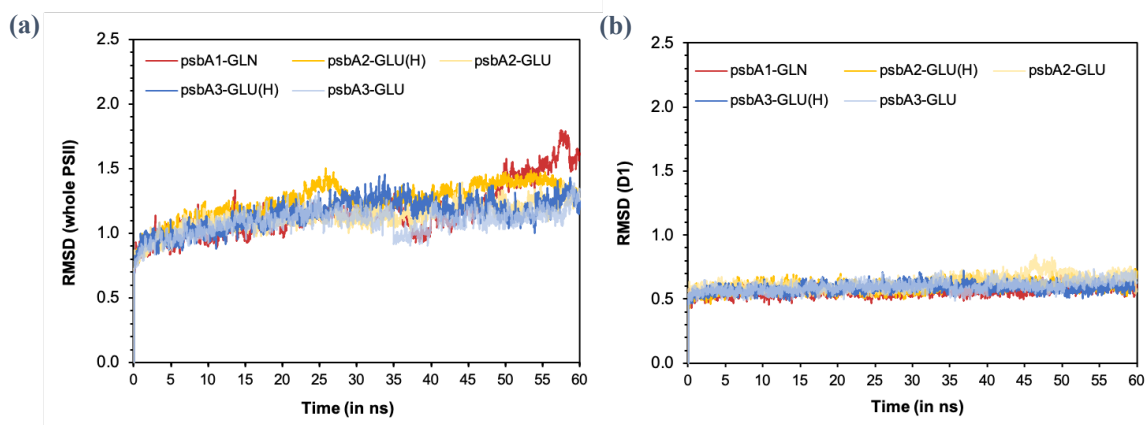 (a)
2.5
2.0
1.5
1.0
0.5
0.0
RMSD (whole PSII)
psbA1-GLN psbA2-GLU(H) psbA2-GLU
psbA3-GLU(H) psbA3-GLU
0 5 10 15 20 25 30 35 40 45 50 55 60
Time (in ns)
(b)
2.5
2.0
1.5
1.0
0.5
0.0
RMSD (D1)
psbA1-GLN psbA2-GLU(H) psbA2-GLU
psbA3-GLU(H) psbA3-GLU
0 5 10 15 20 25 30 35 40 45 50 55 60
Time (in ns)